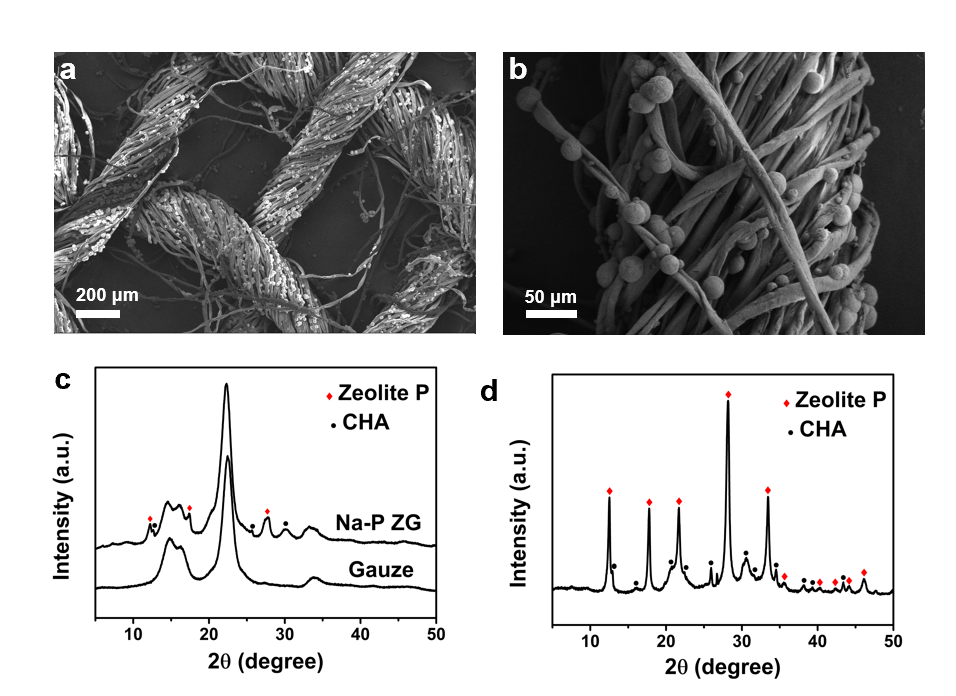 a
200 μm
b
50 μm
c
♦ Zeolite P
• CHA
Na-P ZG
Gauze
Intensity (a.u.)
10 20 30 40 50
2θ (degree)
d
♦ Zeolite P
• CHA
Intensity (a.u.)
10 20 30 40 50
2θ (degree)